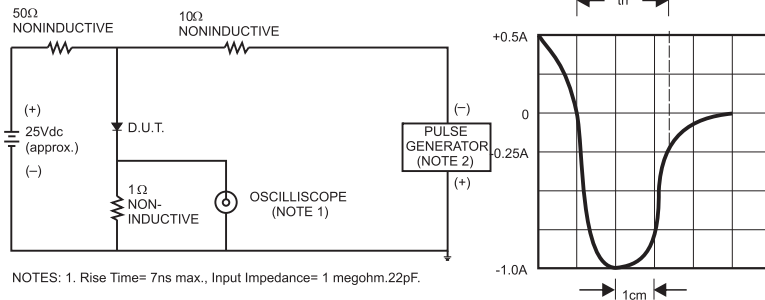 50Ω
NONINDUCTIVE
10Ω
NONINDUCTIVE
(+)
25Vdc
(approx.)
(–)
D.U.T.
1Ω
NON-
INDUCTIVE
OSCILLISCOPE
(NOTE 1)
(–)
PULSE
GENERATOR
(NOTE 2)
(+)
NOTES: 1. Rise Time= 7ns max., Input Impedance= 1 megohm.22pF.
+0.5A
0
-0.25A
-1.0A
1cm